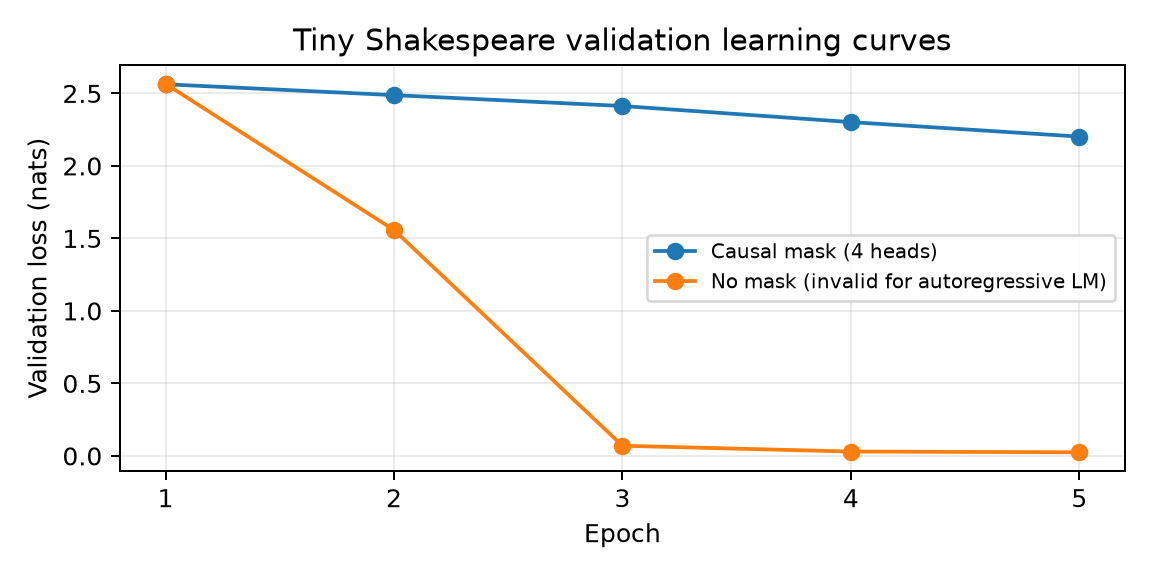 Tiny Shakespeare validation learning curves
Validation loss (nats)
2.5
2.0
1.5
1.0
0.5
0.0
Causal mask (4 heads)
No mask (invalid for autoregressive LM)
1 2 3 4 5
Epoch